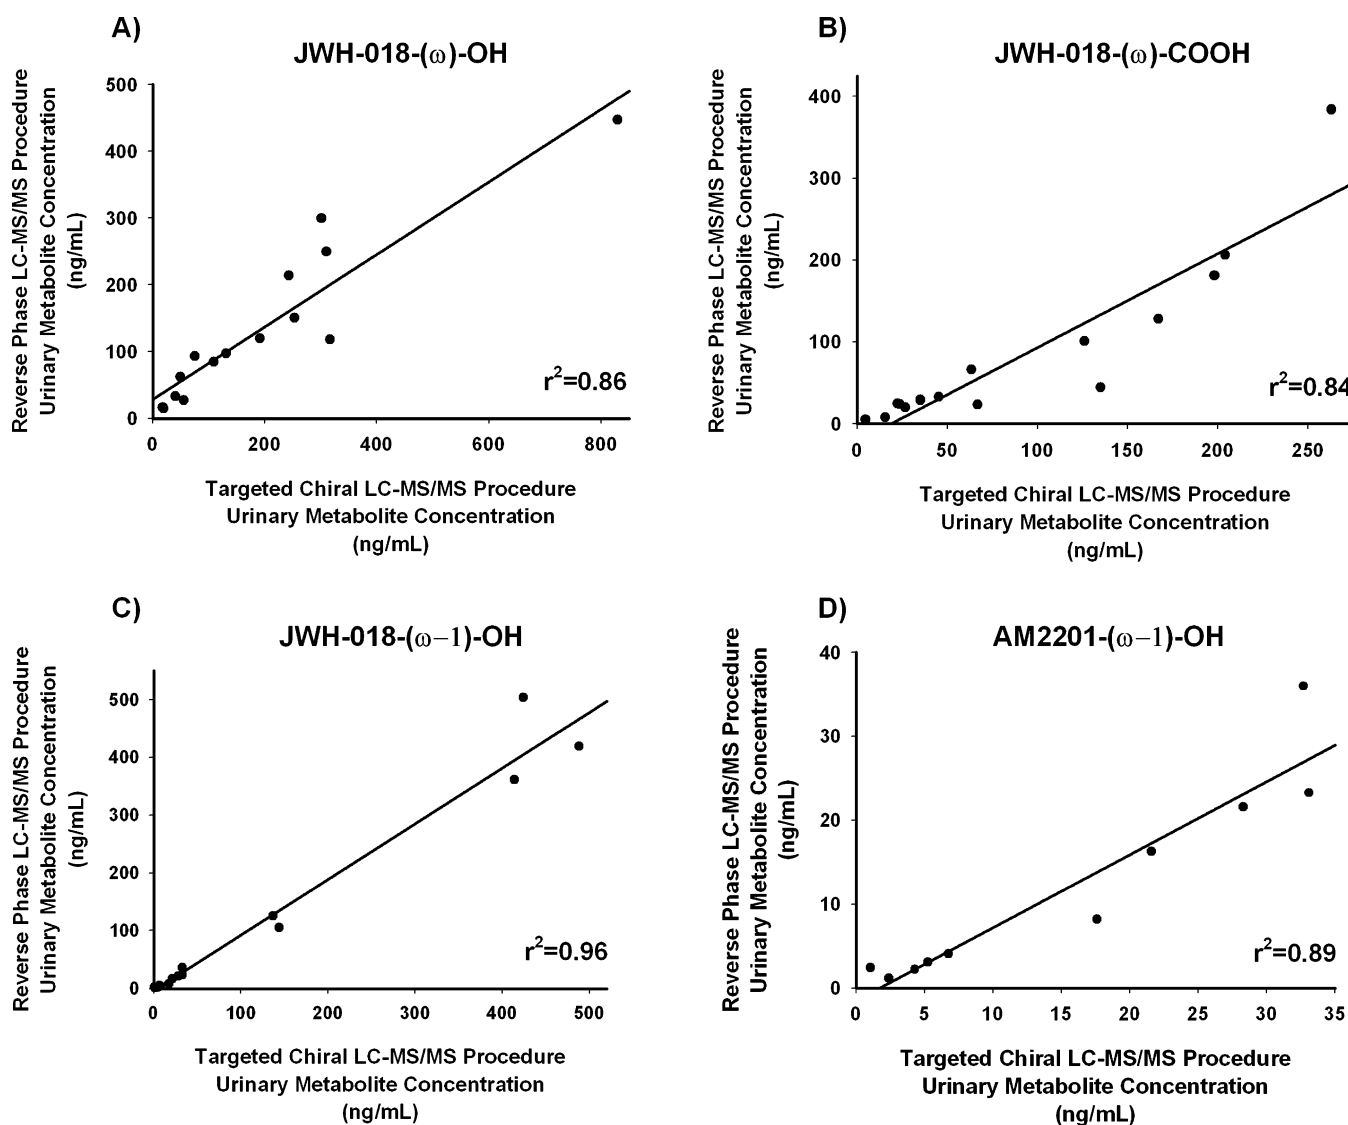 A)
JWH-018-(ω)-OH
Reverse Phase LC-MS/MS Procedure
Urinary Metabolite Concentration
(ng/mL)
500
400
300
200
100
0
r²=0.86
0 200 400 600 800
Targeted Chiral LC-MS/MS Procedure
Urinary Metabolite Concentration
(ng/mL)
B)
JWH-018-(ω)-COOH
Reverse Phase LC-MS/MS Procedure
Urinary Metabolite Concentration
(ng/mL)
400
300
200
100
0
r²=0.84
0 50 100 150 200 250
Targeted Chiral LC-MS/MS Procedure
Urinary Metabolite Concentration
(ng/mL)
C)
JWH-018-(ω−1)-OH
Reverse Phase LC-MS/MS Procedure
Urinary Metabolite Concentration
(ng/mL)
500
400
300
200
100
0
r²=0.96
0 100 200 300 400 500
Targeted Chiral LC-MS/MS Procedure
Urinary Metabolite Concentration
(ng/mL)
D)
AM2201-(ω−1)-OH
Reverse Phase LC-MS/MS Procedure
Urinary Metabolite Concentration
(ng/mL)
40
30
20
10
0
r²=0.89
0 5 10 15 20 25 30 35
Targeted Chiral LC-MS/MS Procedure
Urinary Metabolite Concentration
(ng/mL)